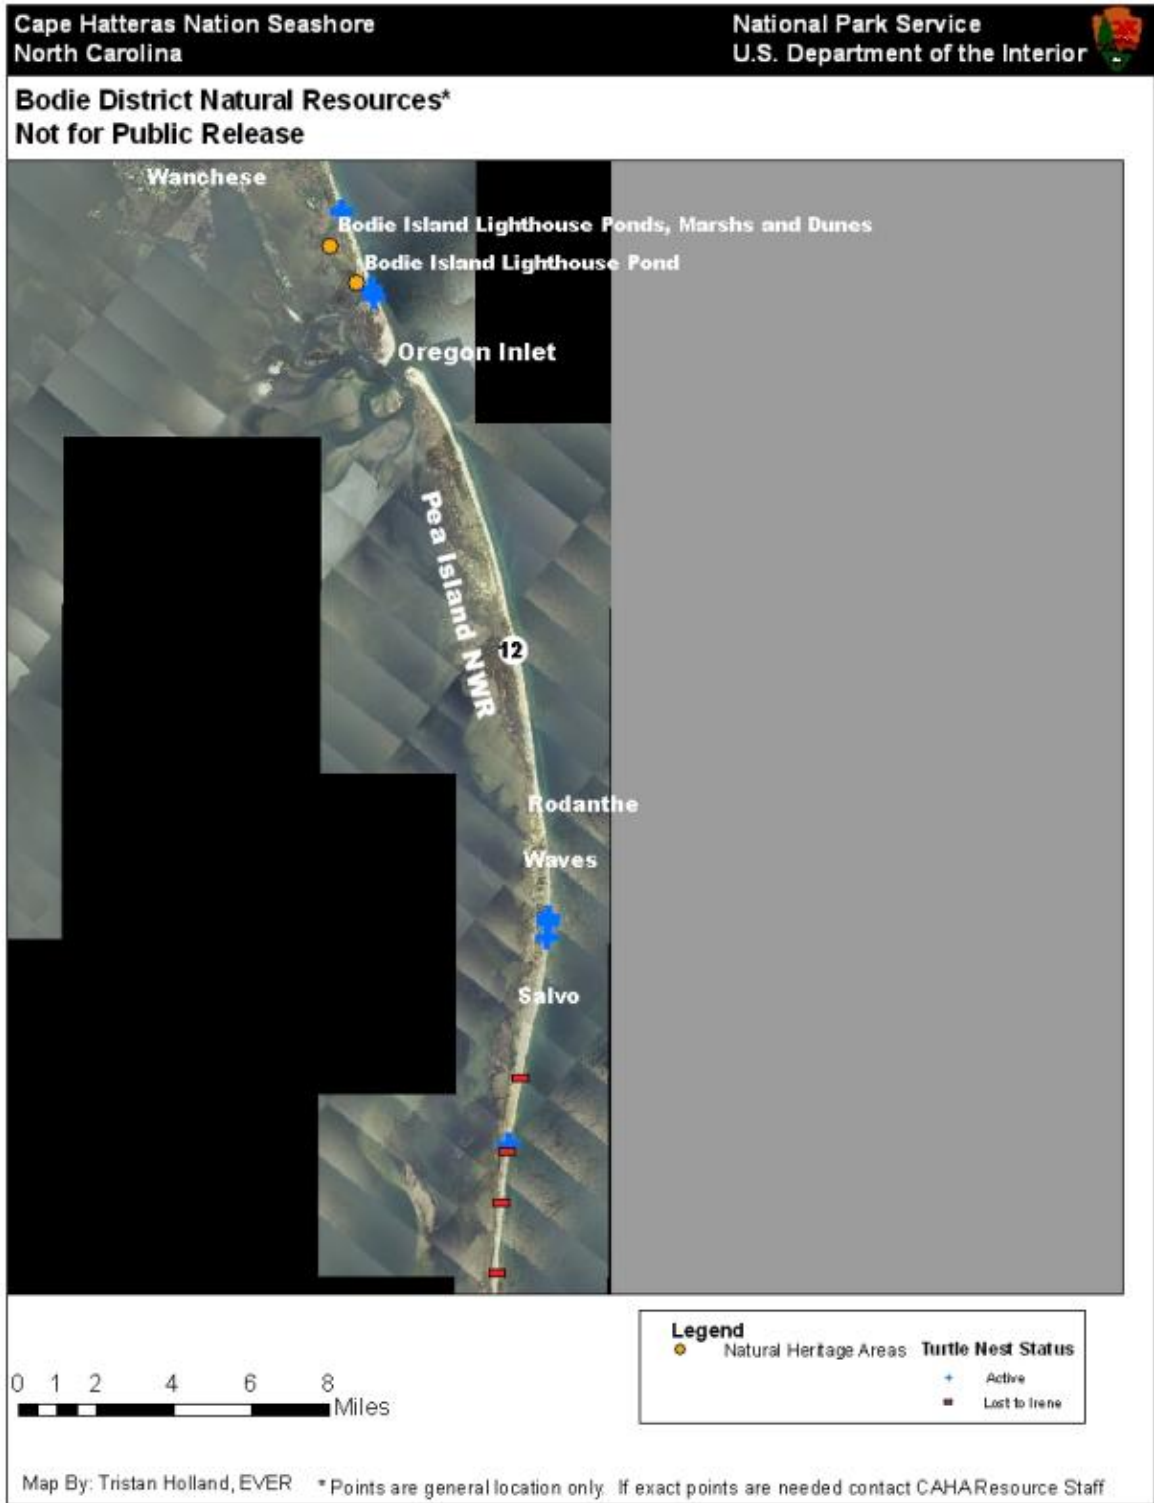 Cape Hatteras Nation Seashore
North Carolina
National Park Service
U.S. Department of the Interior
Bodie District Natural Resources*
Not for Public Release
Wanchese
Bodie Island Lighthouse Ponds, Marshs and Dunes
Bodie Island Lighthouse Pond
Oregon Inlet
Pea Island NWR
12
Rodanthe
Waves
Salvo
Legend
Natural Heritage Areas
Turtle Nest Status
Active
Lost to Irene
0 1 2 4 6 8
Miles
Map By: Tristan Holland, EVER
* Points are general location only. If exact points are needed contact CAHA Resource Staff